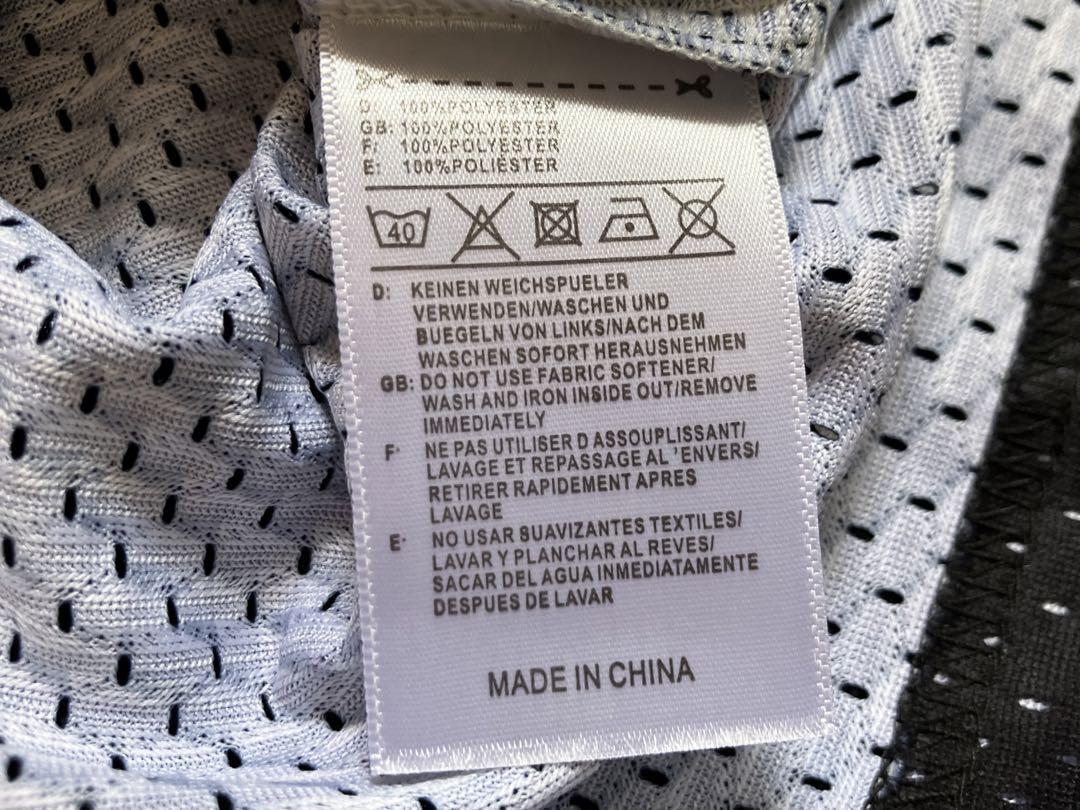 D: 100%POLYESTER
GB: 100%POLYESTER
F: 100%POLYESTER
E: 100%POLIÉSTER
40
D: KEINEN WEICHSPUELER
VERWENDEN/WASCHEN UND
BUEGELN VON LINKS/NACH DEM
WASCHEN SOFORT HERAUSNEHMEN
GB: DO NOT USE FABRIC SOFTENER/
WASH AND IRON INSIDE OUT/REMOVE
IMMEDIATELY
F· NE PAS UTILISER D ASSOUPLISSANT/
LAVAGE ET REPASSAGE AL 'ENVERS/
RETIRER RAPIDEMENT APRES
LAVAGE
E· NO USAR SUAVIZANTES TEXTILES/
LAVAR Y PLANCHAR AL REVES/
SACAR DEL AGUA INMEDIATAMENTE
DESPUES DE LAVAR
MADE IN CHINA